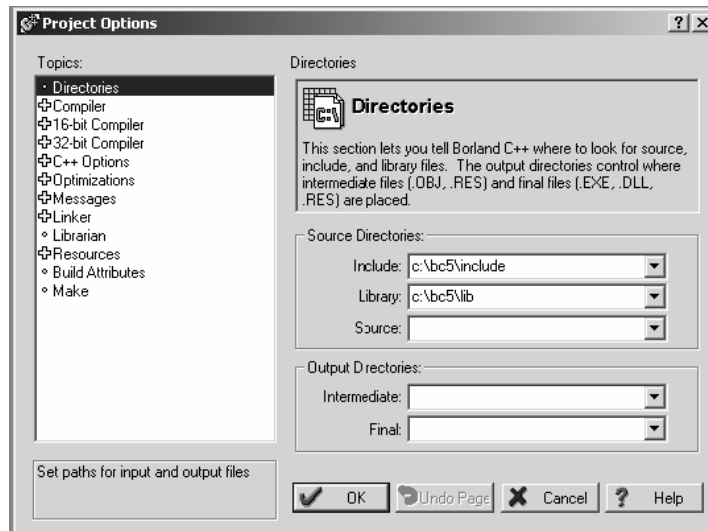 Project Options
Topics:
Directories
Compiler
16-bit Compiler
32-bit Compiler
C++ Options
Optimizations
Messages
Linker
Librarian
Resources
Build Attributes
Make
Set paths for input and output files
Directories
C:\
Directories
This section lets you tell Borland C++ where to look for source,
include, and library files. The output directories control where
intermediate files (.OBJ, .RES) and final files (.EXE, .DLL,
.RES) are placed.
Source Directories:
Include: c:\bc5\include
Library: c:\bc5\lib
Source:
Output Directories:
Intermediate:
Final:
OK Undo Page Cancel ? Help